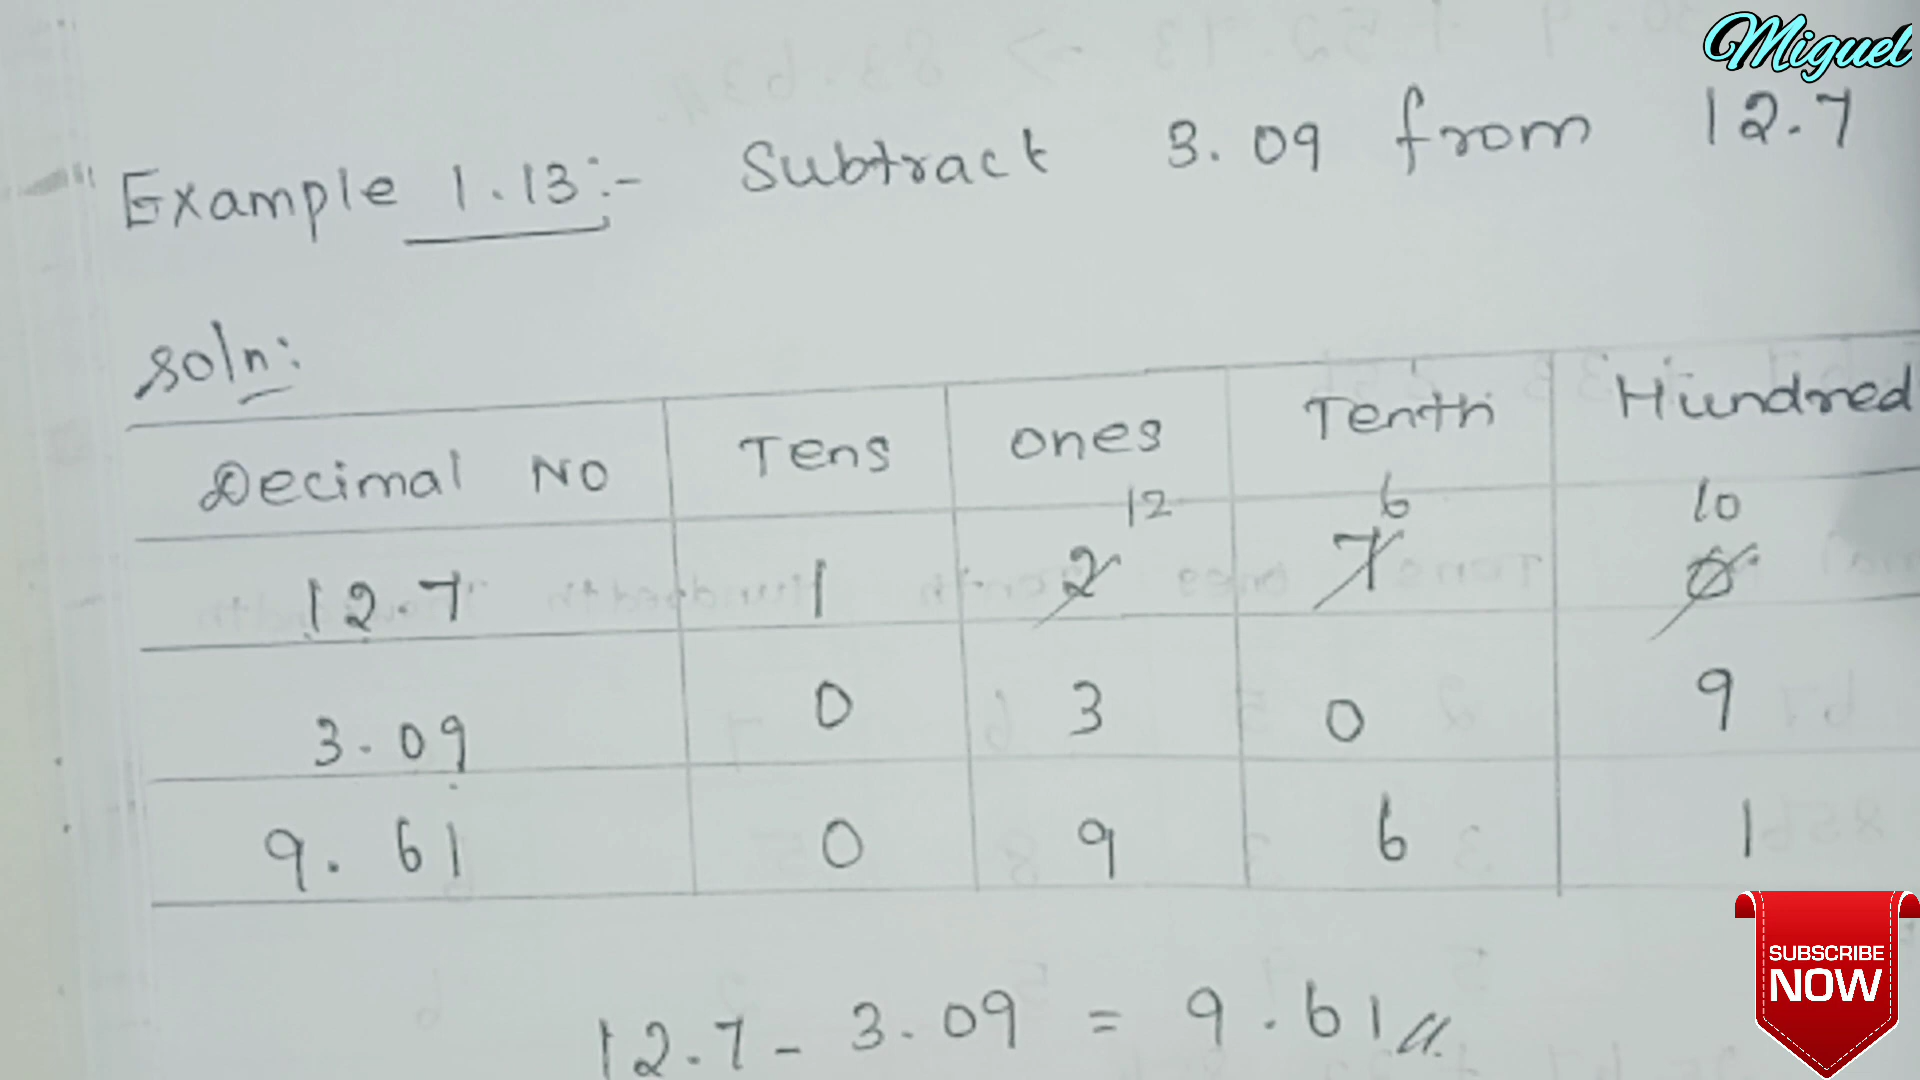 Miguel
Example 1.13:- Subtract 3.09 from 12.7
Soln:
Decimal No Tens ones Tenth Hundred
12 6 10
12.7 1 2 7 0
3.09 0 3 0 9
9.61 0 9 6 1
12.7 - 3.09 = 9.61
SUBSCRIBE
NOW